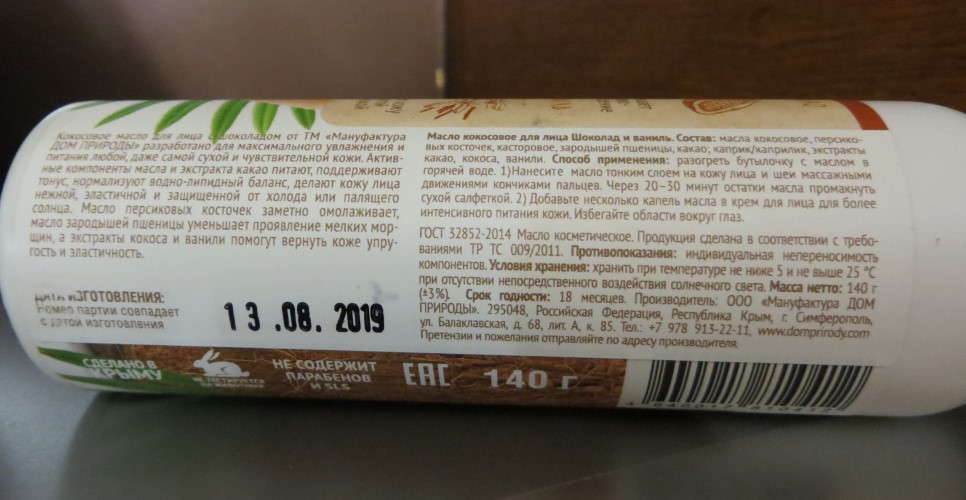 Кокосовое масло для лица с шоколадом от ТМ «Мануфактура
ДОМ ПРИРОДЫ» разработано для максимального увлажнения и
питания любой, даже самой сухой и чувствительной кожи. Актив-
ные компоненты масла и экстракта какао питают, поддерживают
тонус, нормализуют водно-липидный баланс, делают кожу лица
нежной, эластичной и защищенной от холода или палящего
солнца. Масло персиковых косточек заметно омолаживает,
масло зародышей пшеницы уменьшает проявление мелких мор-
щин, а экстракты кокоса и ванили помогут вернуть коже упру-
гость и эластичность.
ДАТА ИЗГОТОВЛЕНИЯ:
Номер партии совпадает
с датой изготовления
13.08.2019
Масло кокосовое для лица Шоколад и ваниль. Состав: масла кокосовое, персико-
вых косточек, касторовое, зародышей пшеницы, какао; каприк/каприлик, экстракты
какао, кокоса, ванили. Способ применения: разогреть бутылочку с маслом в
горячей воде. 1)Нанесите масло тонким слоем на кожу лица и шеи массажными
движениями кончиками пальцев. Через 20–30 минут остатки масла промакнуть
сухой салфеткой. 2) Добавьте несколько капель масла в крем для лица для более
интенсивного питания кожи. Избегайте области вокруг глаз.
ГОСТ 32852-2014 Масло косметическое. Продукция сделана в соответствии с требо-
ваниями ТР ТС 009/2011. Противопоказания: индивидуальная непереносимость
компонентов. Условия хранения: хранить при температуре не ниже 5 и не выше 25 °С
при отсутствии непосредственного воздействия солнечного света. Масса нетто: 140 г
(±3%). Срок годности: 18 месяцев. Производитель: ООО «Мануфактура ДОМ
ПРИРОДЫ». 295048, Российская Федерация, Республика Крым, г. Симферополь,
ул. Балаклавская, д. 68, лит. А, к. 85. Тел.: +7 978 913-22-11, www.domprirody.com
Претензии и пожелания отправляйте по адресу производителя.
СДЕЛАНО В
КРЫМУ
НЕ ТЕСТИРУЕТСЯ
НА ЖИВОТНЫХ
НЕ СОДЕРЖИТ
ПАРАБЕНОВ
И SLS
ЕАС
140 г